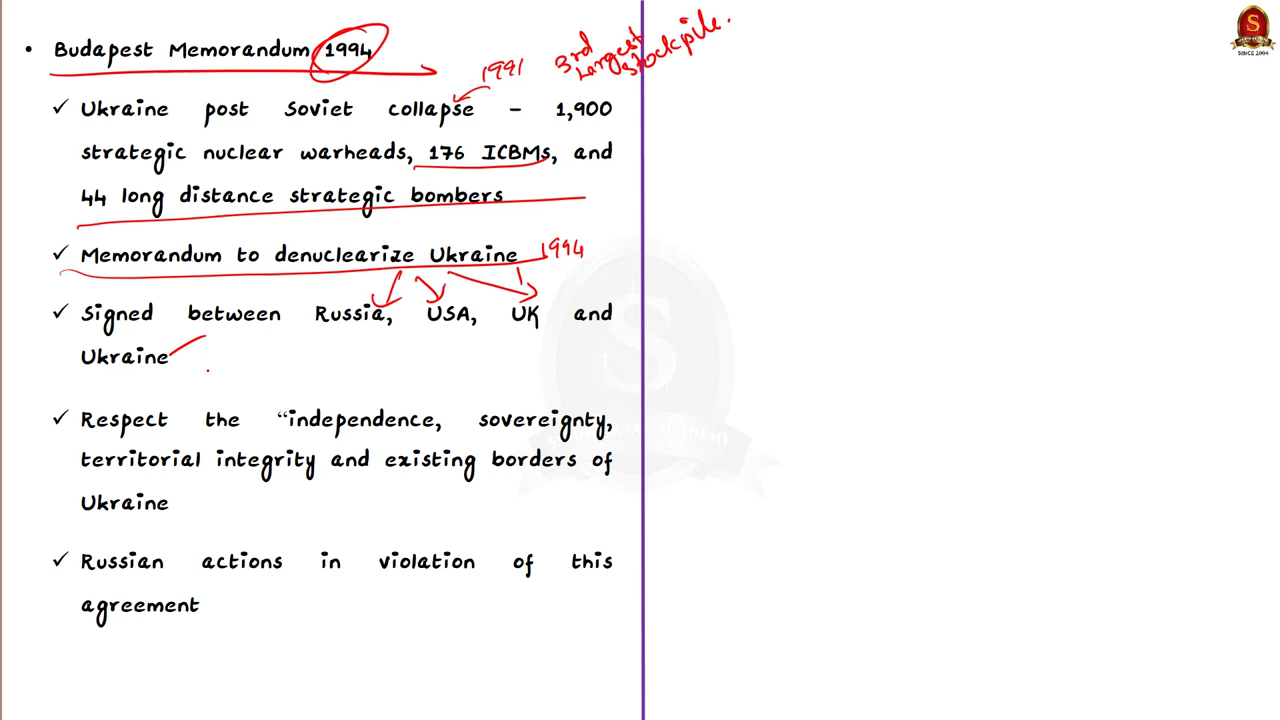 • Budapest Memorandum 1994
1991
3rd
Largest
stockpile.
✓ Ukraine post Soviet collapse – 1,900
strategic nuclear warheads, 176 ICBMs, and
44 long distance strategic bombers
✓ Memorandum to denuclearize Ukraine 1994
✓ Signed between Russia, USA, UK and
Ukraine
✓ Respect the “independence, sovereignty,
territorial integrity and existing borders of
Ukraine
✓ Russian actions in violation of this
agreement
S
SINCE 2004